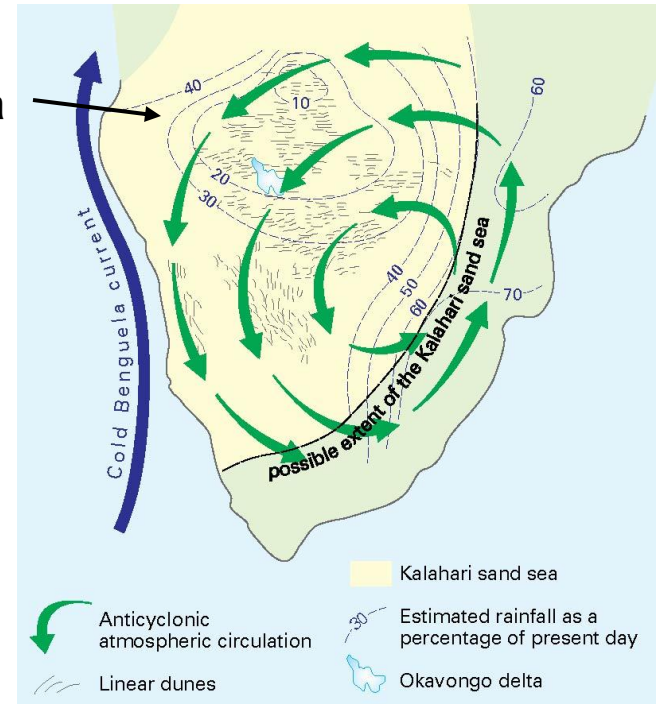 40
60
10
20
30
40
50
60
70
Cold Benguela current
possible extent of the Kalahari sand sea
Kalahari sand sea
Anticyclonic
atmospheric circulation
30
Estimated rainfall as a
percentage of present day
Linear dunes
Okavongo delta